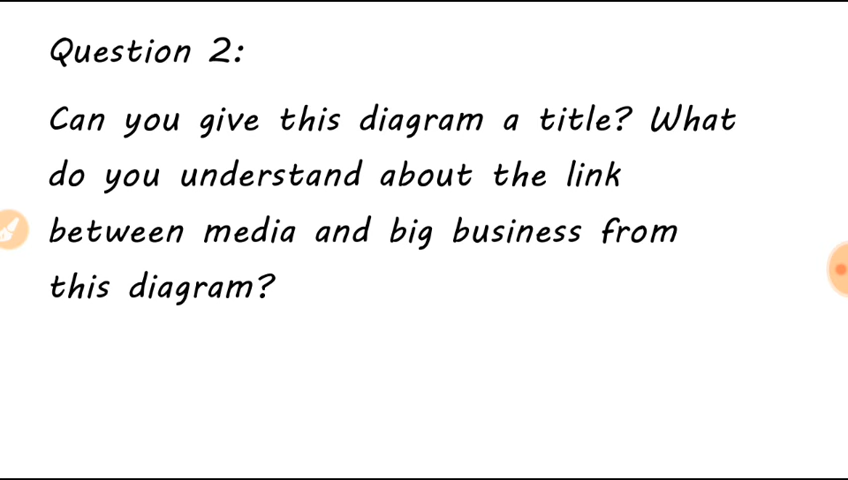 Question 2:
Can you give this diagram a title? What
do you understand about the link
between media and big business from
this diagram?